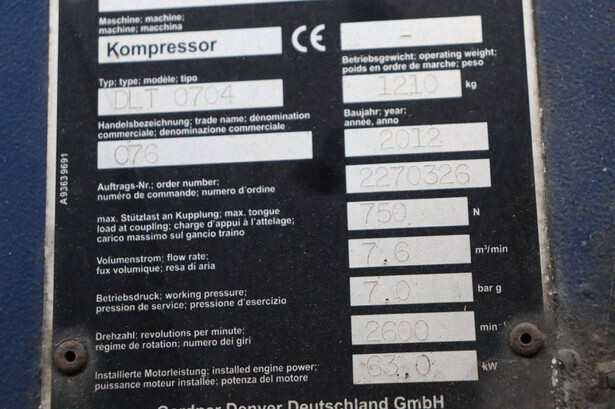 Maschine; machine;
machine; macchina
Kompressor CE –
Typ; type; modèle; tipo
Betriebsgewicht; operating weight;
poids en ordre de marche; peso
DLT 0704 1210 kg
Handelsbezeichnung; trade name; dénomination
commerciale; denominazione commerciale
Baujahr; year;
année, anno
076 2012
Auftrags-Nr.; order number;
numéro de commande; numero d'ordine
2270326
max. Stützlast an Kupplung; max. tongue
load at coupling; charge d'appui à l'attelage;
carico massimo sul gancio traino
750 N
Volumenstrom; flow rate;
fux volumique; resa di aria
7,6 m³/min
Betriebsdruck; working pressure;
pression de service; pressione d'esercizio
7,0 bar g
Drehzahl; revolutions per minute;
régime de rotation; numero dei giri
2600 min⁻
Installierte Motorleistung; installed engine power;
puissance moteur installée; potenza del motore
63,0 kW
Gardner Denver Deutschland GmbH
A93639691